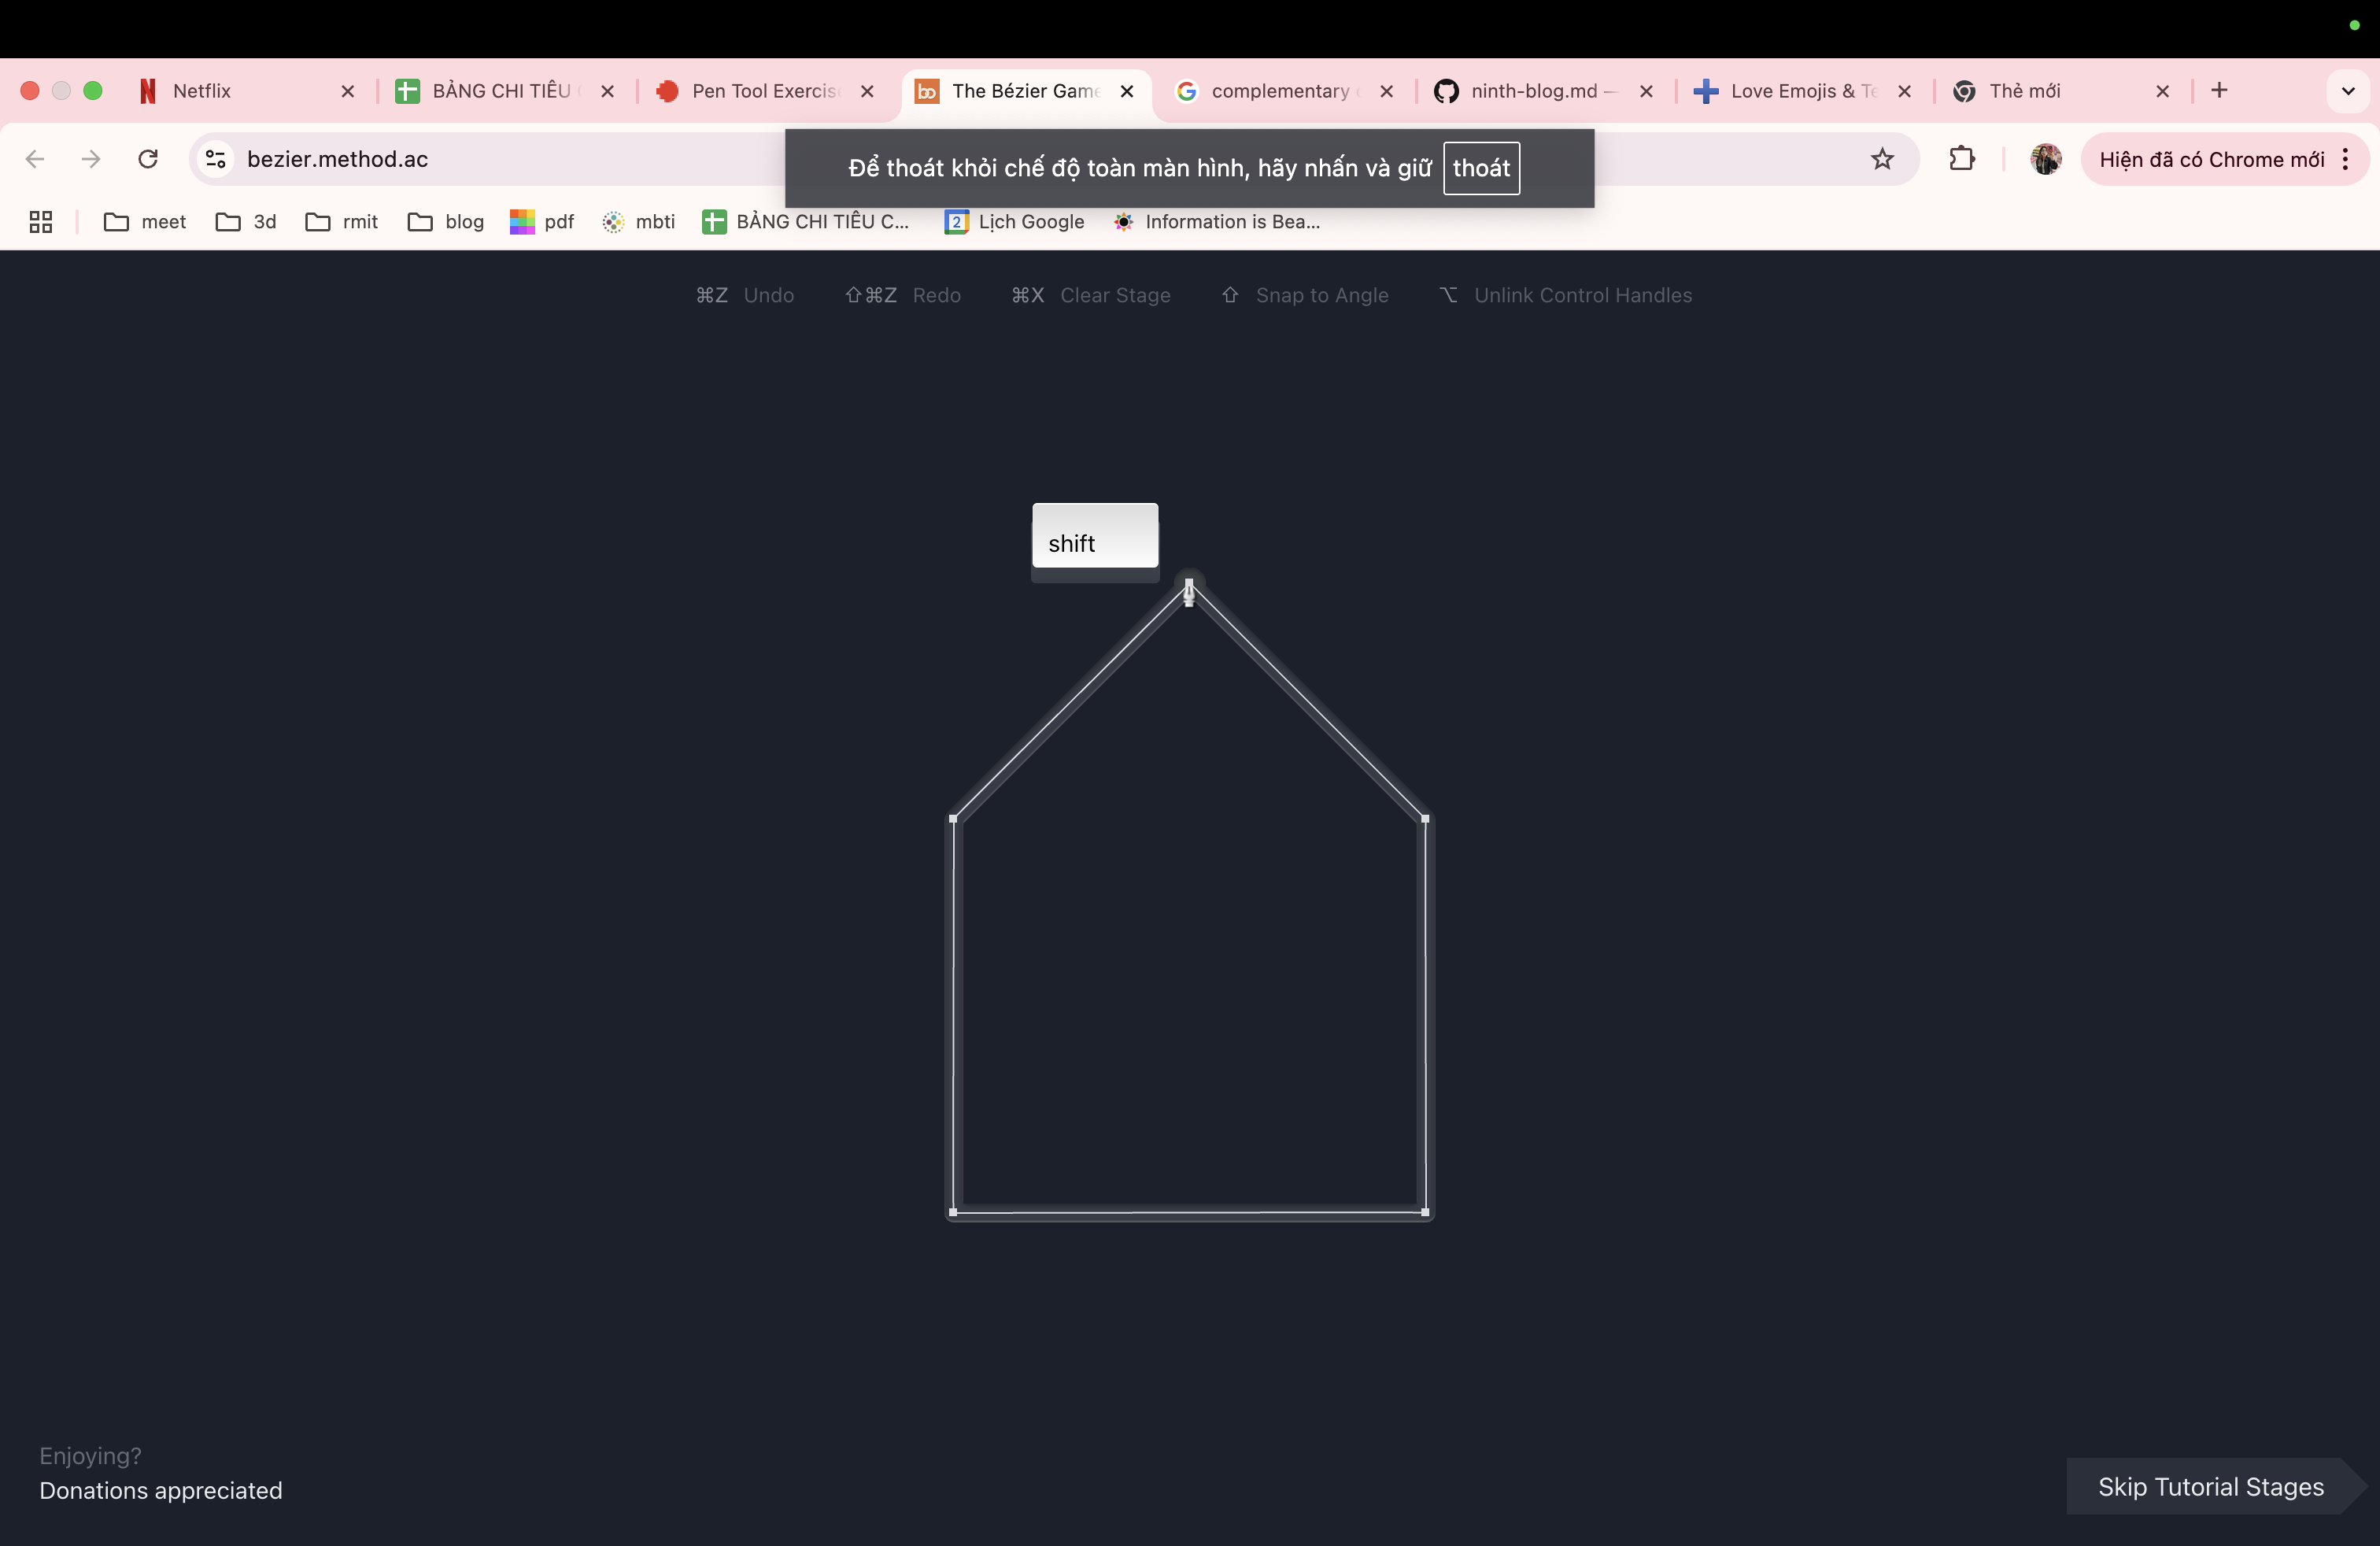 Netflix
BẢNG CHI TIÊU
Pen Tool Exercis
The Bézier Game
complementary
ninth-blog.md —
Love Emojis & Te
Thẻ mới
bezier.method.ac
Để thoát khỏi chế độ toàn màn hình, hãy nhấn và giữ thoát
Hiện đã có Chrome mới
meet
3d
rmit
blog
pdf
mbti
BẢNG CHI TIÊU C...
2
Lịch Google
Information is Bea...
⌘Z Undo
⇧⌘Z Redo
⌘X Clear Stage
⇧ Snap to Angle
⌥ Unlink Control Handles
shift
Enjoying?
Donations appreciated
Skip Tutorial Stages